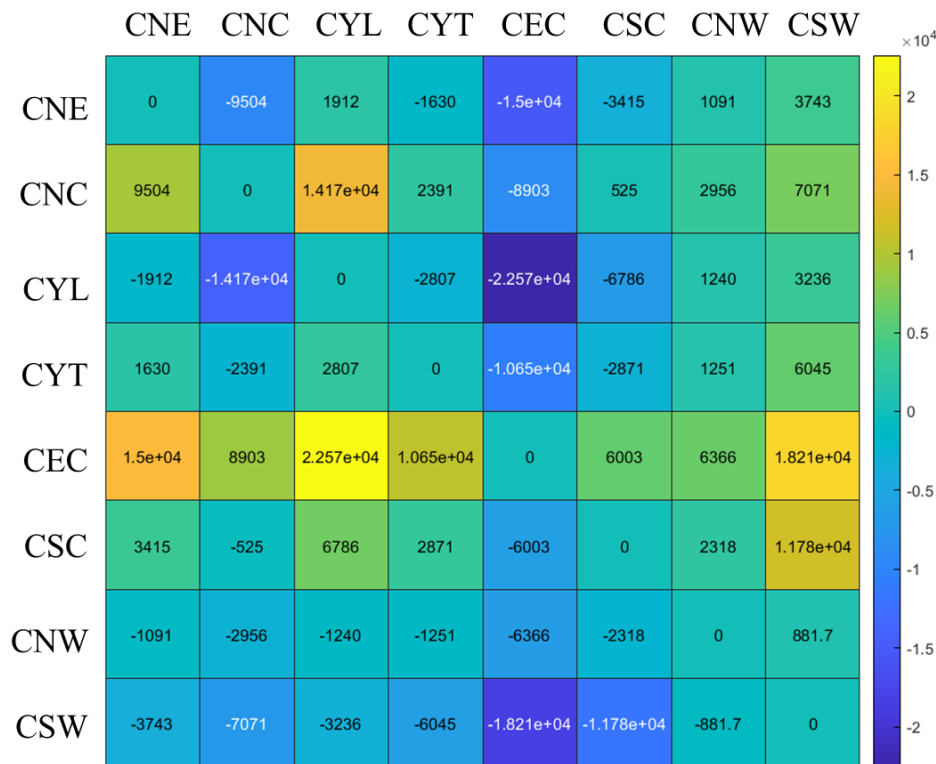 CNE CNC CYL CYT CEC CSC CNW CSW
×10⁴
CNE 0 -9504 1912 -1630 -1.5e+04 -3415 1091 3743
CNC 9504 0 1.417e+04 2391 -8903 525 2956 7071
CYL -1912 -1.417e+04 0 -2807 -2.257e+04 -6786 1240 3236
CYT 1630 -2391 2807 0 -1.065e+04 -2871 1251 6045
CEC 1.5e+04 8903 2.257e+04 1.065e+04 0 6003 6366 1.821e+04
CSC 3415 -525 6786 2871 -6003 0 2318 1.178e+04
CNW -1091 -2956 -1240 -1251 -6366 -2318 0 881.7
CSW -3743 -7071 -3236 -6045 -1.821e+04 -1.178e+04 -881.7 0
2
1.5
1
0.5
0
-0.5
-1
-1.5
-2